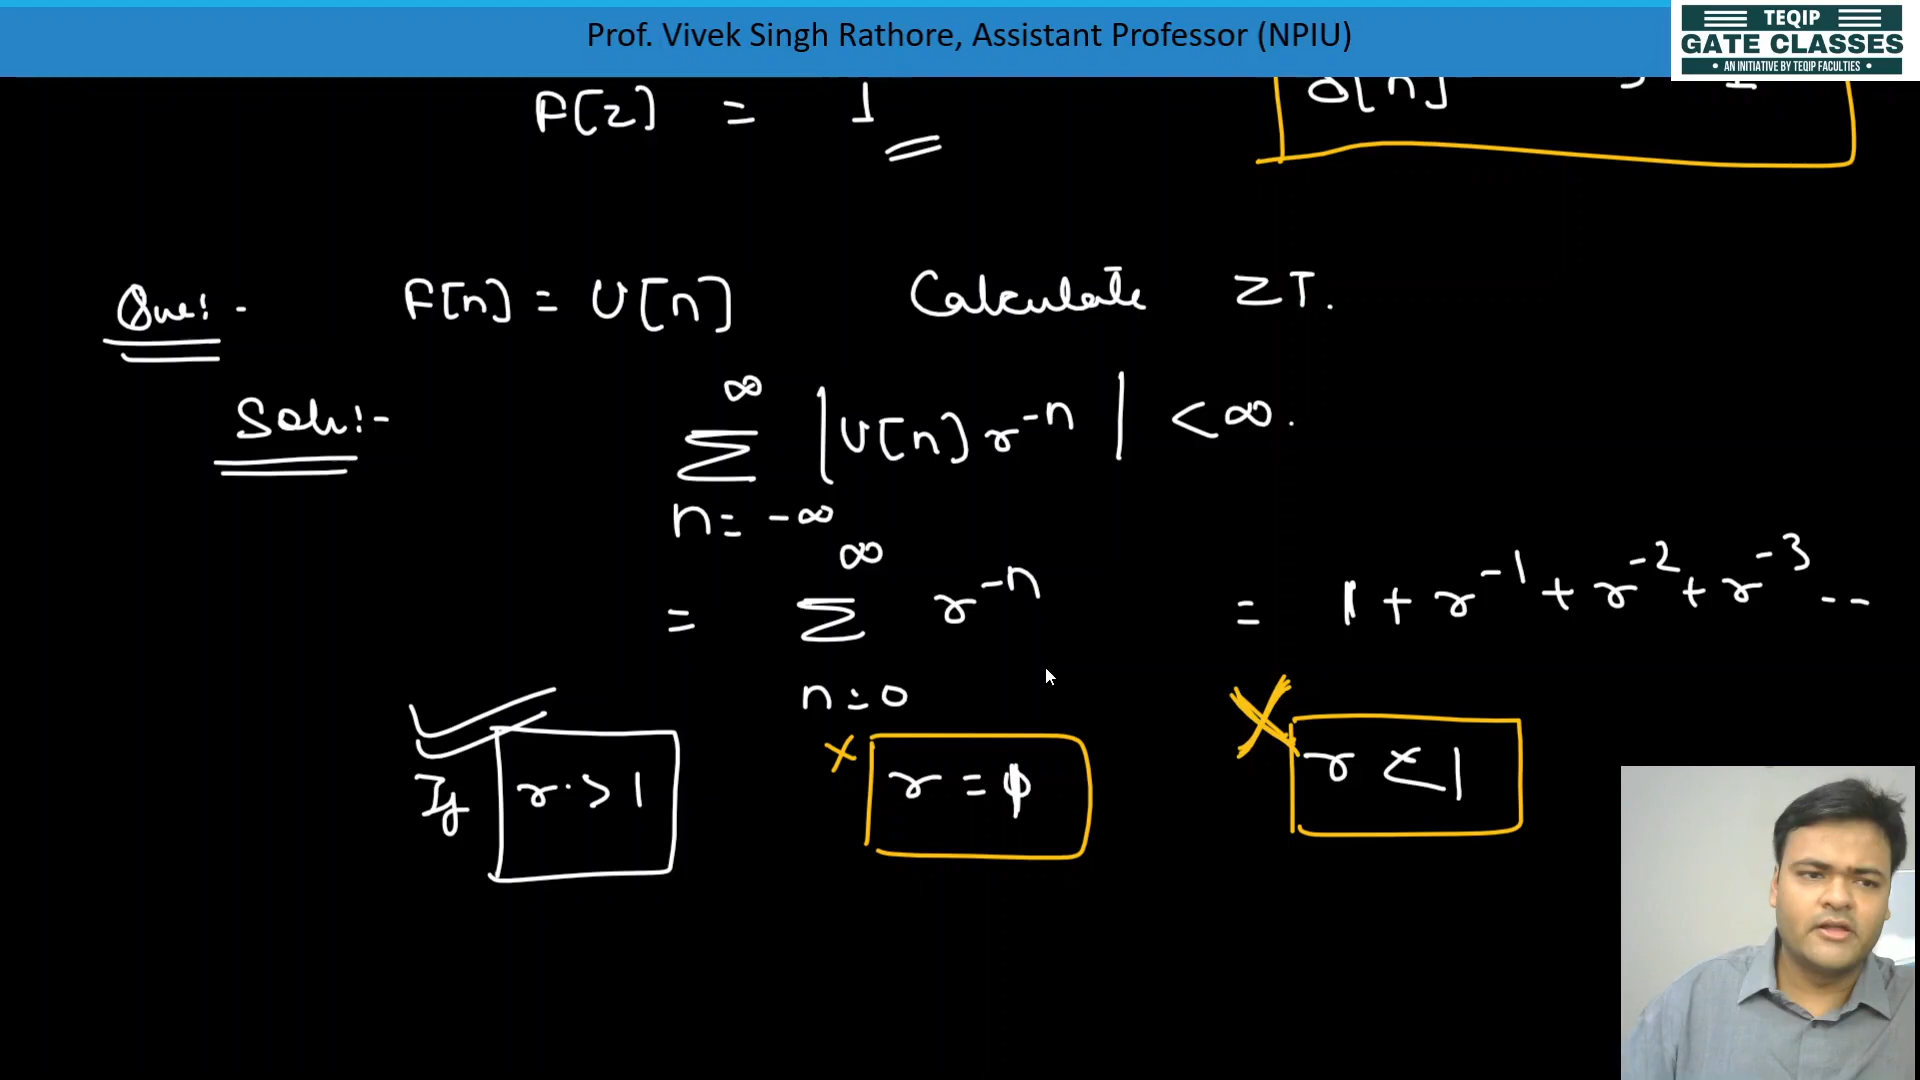 Prof. Vivek Singh Rathore, Assistant Professor (NPIU)
TEQIP
GATE CLASSES
• AN INITIATIVE BY TEQIP FACULTIES •
F[z] = 1
δ[n] 1
Que:- F[n] = U[n] Calculate ZT.
Soln:- ∞
Σ |U[n] r^-n| < ∞.
n = -∞
∞
= Σ r^-n = 1 + r^-1 + r^-2 + r^-3 --
n = 0
If r > 1 x r = 1 X r < 1